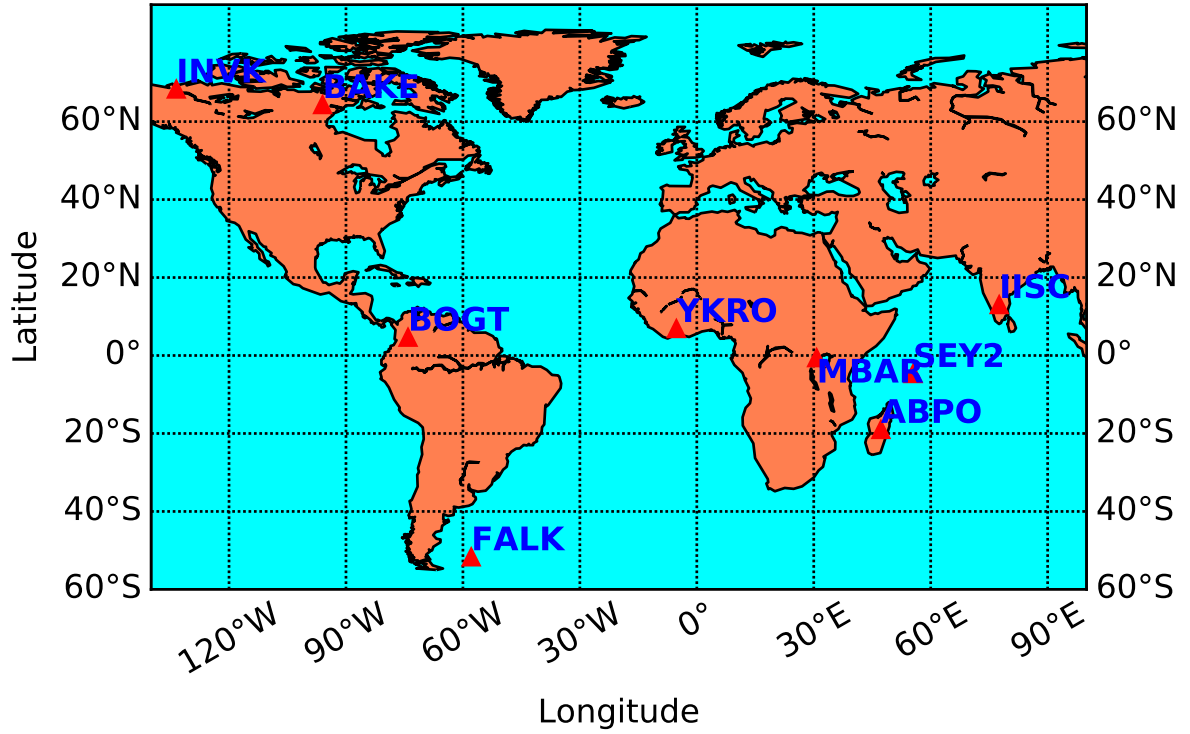 INVK
BAKE
60°N
60°N
40°N
40°N
20°N
20°N
IISC
YKRO
BOGT
0°
0°
SEY2
MBAR
ABPO
20°S
20°S
40°S
40°S
FALK
60°S
60°S
120°W
90°W
60°W
30°W
0°
30°E
60°E
90°E
Latitude
Longitude